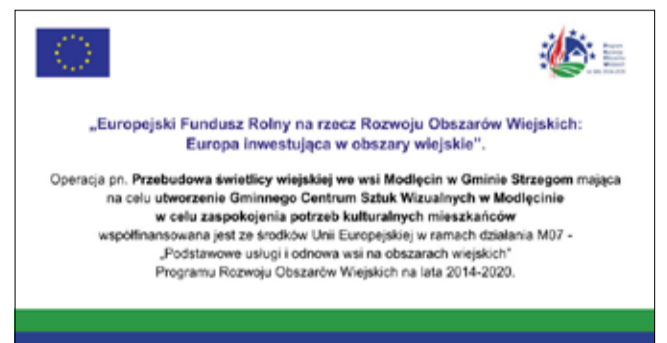 „Europejski Fundusz Rolny na rzecz Rozwoju Obszarów Wiejskich:
Europa inwestująca w obszary wiejskie”.
Operacja pn. Przebudowa świetlicy wiejskiej we wsi Modlęcin w Gminie Strzegom mająca
na celu utworzenie Gminnego Centrum Sztuk Wizualnych w Modlęcinie
w celu zaspokojenia potrzeb kulturalnych mieszkańców
współfinansowana jest ze środków Unii Europejskiej w ramach działania M07 -
„Podstawowe usługi i odnowa wsi na obszarach wiejskich”
Programu Rozwoju Obszarów Wiejskich na lata 2014-2020.